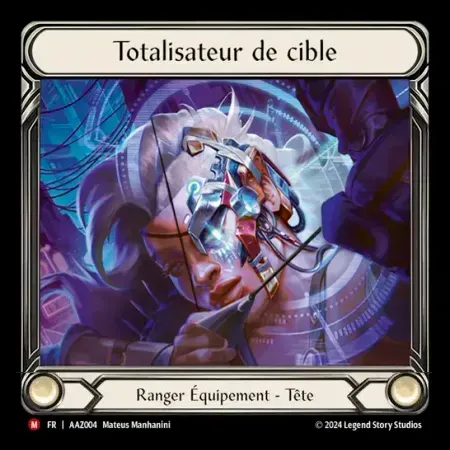 Totalisateur de cible
Ranger Équipement - Tête
M FR | AAZ004 Mateus Manhanini © 2024 Legend Story Studios